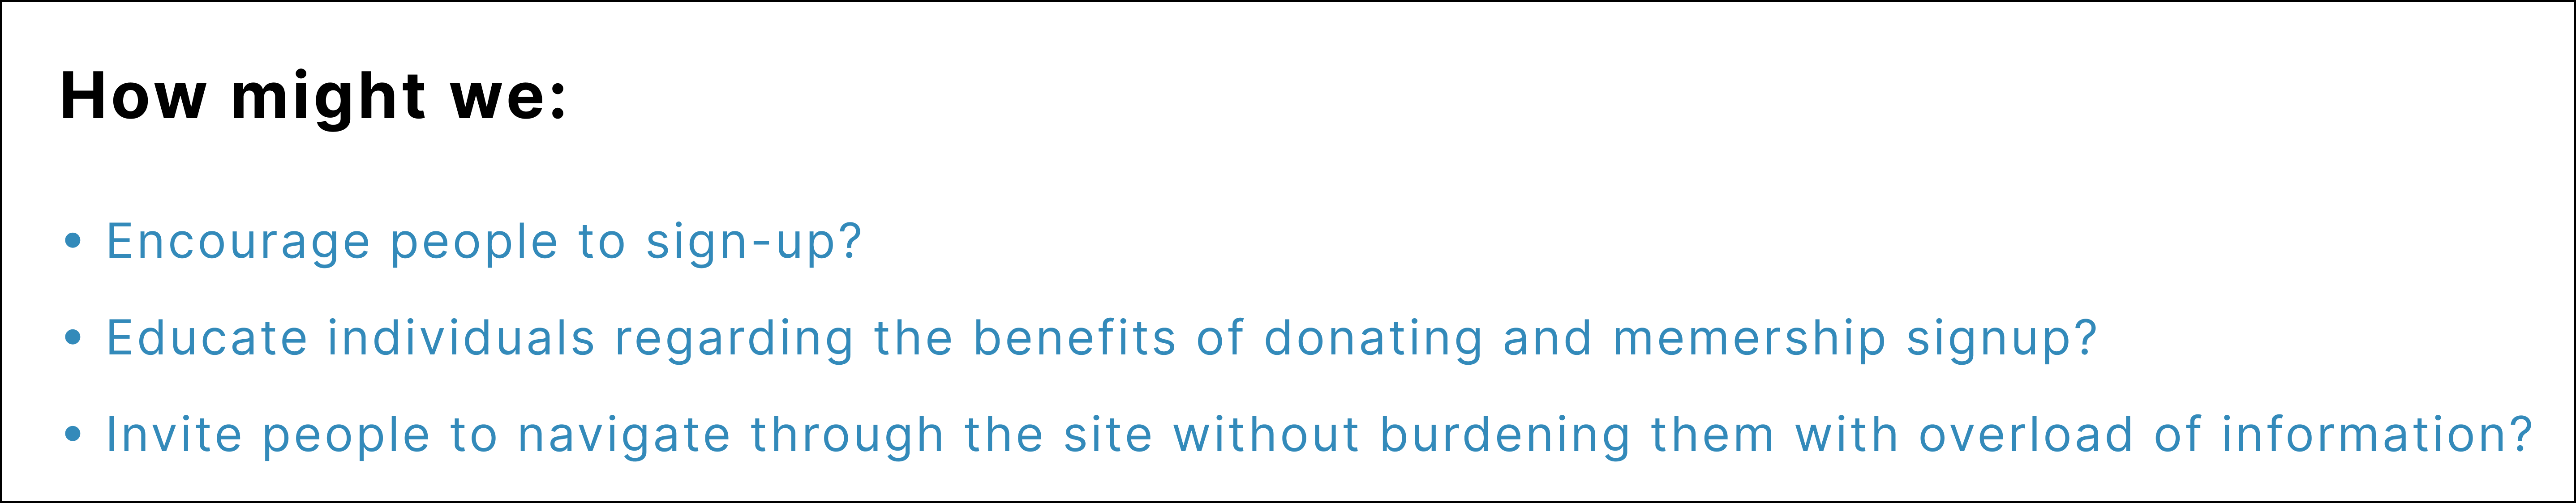 How might we:
• Encourage people to sign-up?
• Educate individuals regarding the benefits of donating and memership signup?
• Invite people to navigate through the site without burdening them with overload of information?